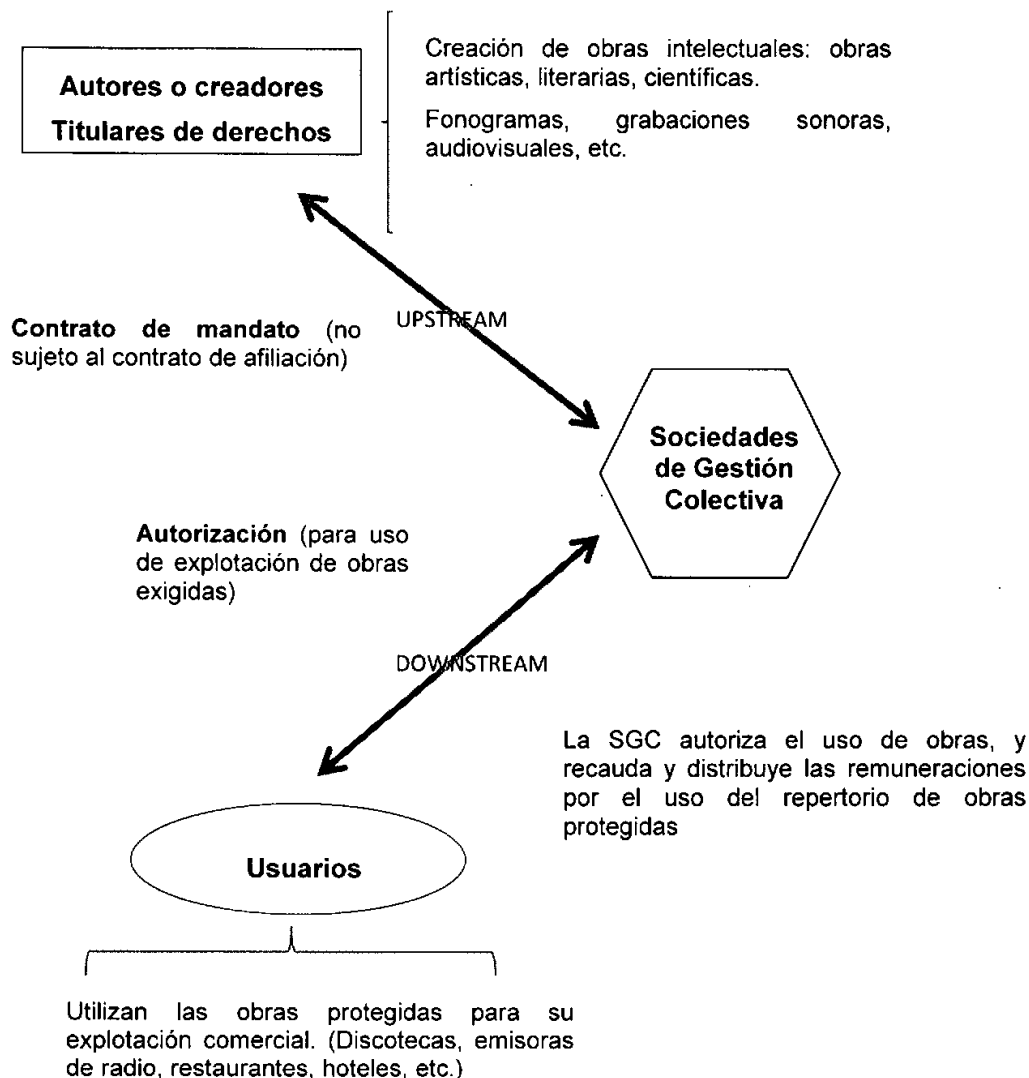 Autores o creadores
Titulares de derechos
Creación de obras intelectuales: obras
artísticas, literarias, científicas.
Fonogramas, grabaciones sonoras,
audiovisuales, etc.
UPSTREAM
Contrato de mandato (no
sujeto al contrato de afiliación)
Sociedades
de Gestión
Colectiva
Autorización (para uso
de explotación de obras
exigidas)
DOWNSTREAM
La SGC autoriza el uso de obras, y
recauda y distribuye las remuneraciones
por el uso del repertorio de obras
protegidas
Usuarios
Utilizan las obras protegidas para su
explotación comercial. (Discotecas, emisoras
de radio, restaurantes, hoteles, etc.)